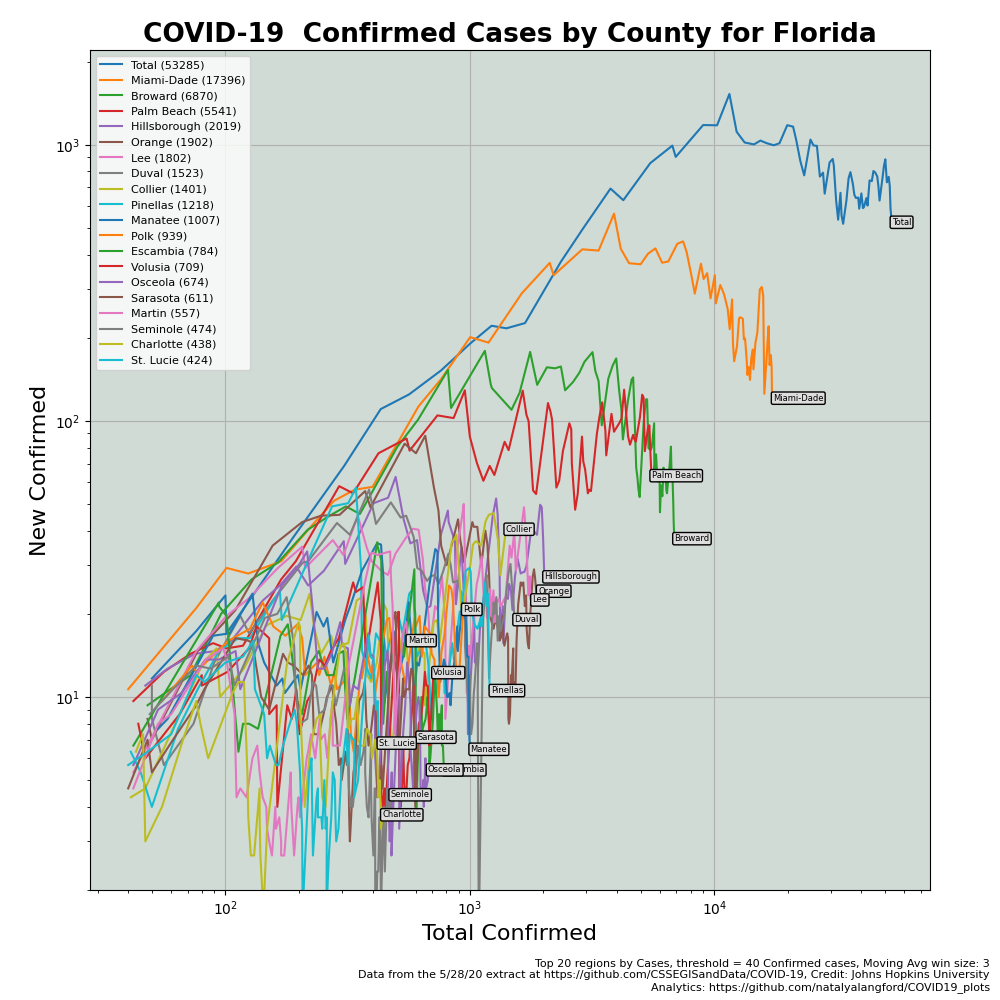 COVID-19  Confirmed Cases by County for Florida
Total (53285)
Miami-Dade (17396)
Broward (6870)
Palm Beach (5541)
Hillsborough (2019)
Orange (1902)
Lee (1802)
Duval (1523)
Collier (1401)
Pinellas (1218)
Manatee (1007)
Polk (939)
Escambia (784)
Volusia (709)
Osceola (674)
Sarasota (611)
Martin (557)
Seminole (474)
Charlotte (438)
St. Lucie (424)
10³
10²
10¹
New Confirmed
Total
Miami-Dade
Palm Beach
Collier
Broward
Hillsborough
Orange
Lee
Polk
Duval
Martin
Volusia
Pinellas
St. Lucie
Sarasota
Manatee
Osceola
mbia
Seminole
Charlotte
10²
10³
10⁴
Total Confirmed
Top 20 regions by Cases, threshold = 40 Confirmed cases, Moving Avg win size: 3
Data from the 5/28/20 extract at https://github.com/CSSEGISandData/COVID-19, Credit: Johns Hopkins University
Analytics: https://github.com/natalyalangford/COVID19_plots